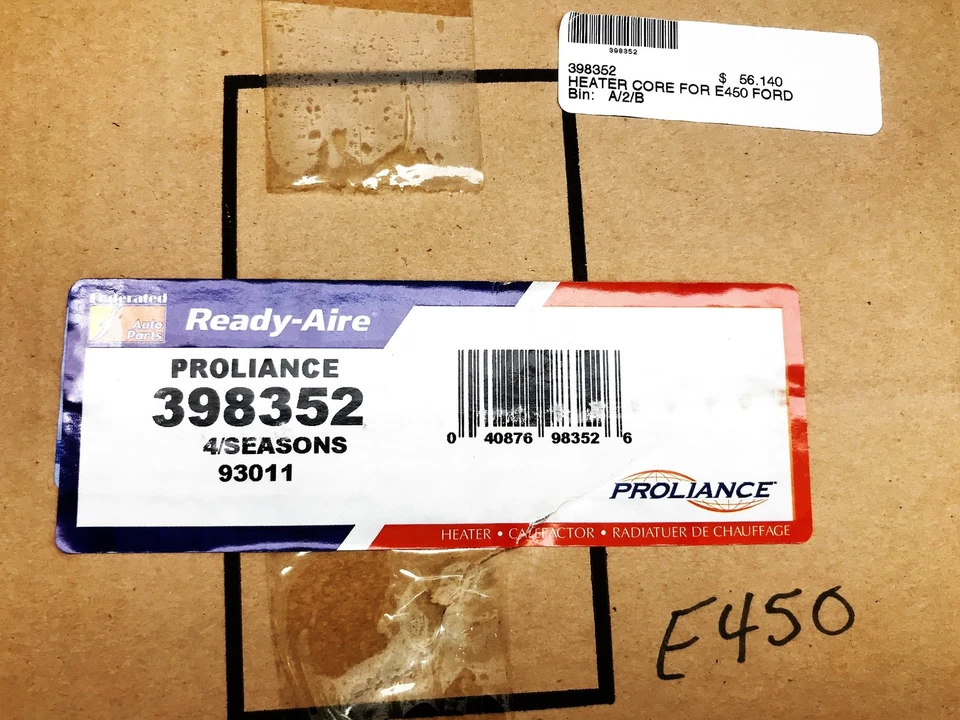 398352
398352 $ 56.140
HEATER CORE FOR E450 FORD
Bin: A/2/B
Federated
Auto
Parts
Ready-Aire
PROLIANCE
398352
4/SEASONS
93011
0 40876 98352 6
PROLIANCE
HEATER • CALEFACTOR • RADIATUER DE CHAUFFAGE
E450